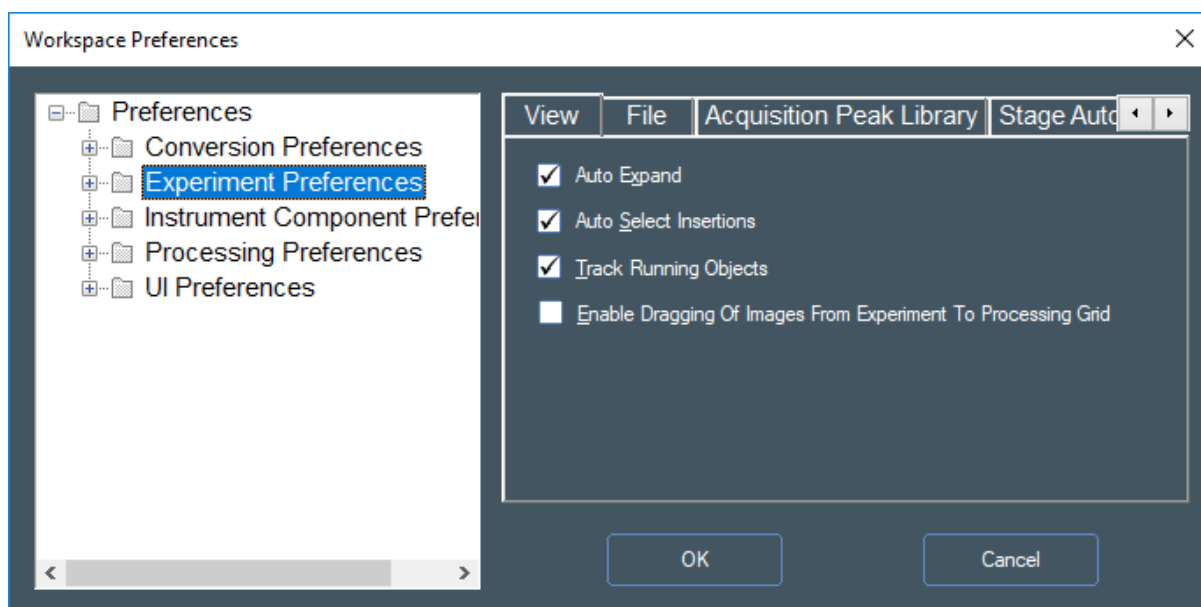 Workspace Preferences
Preferences
Conversion Preferences
Experiment Preferences
Instrument Component Prefer
Processing Preferences
UI Preferences
View File Acquisition Peak Library Stage Auto
Auto Expand
Auto Select Insertions
Track Running Objects
Enable Dragging Of Images From Experiment To Processing Grid
OK Cancel